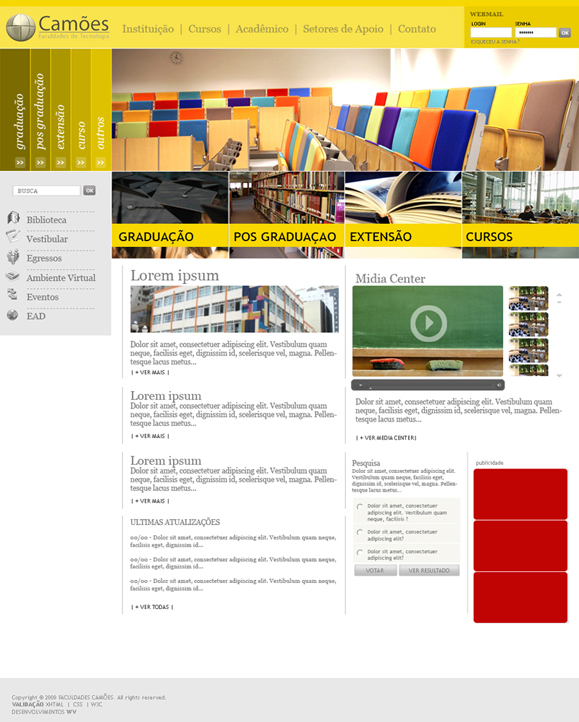 Camões
Faculdades de Tecnologia
Instituição | Cursos | Acadêmico | Setores de Apoio | Contato
WEBMAIL
LOGIN
SENHA
OK
ESQUECEU A SENHA?
graduação
pos graduação
extensão
curso
outros
>> >> >> >> >>
BUSCA
OK
Biblioteca
Vestibular
Egressos
Ambiente Virtual
Eventos
EAD
GRADUAÇÃO
POS GRADUAÇAO
EXTENSÃO
CURSOS
Lorem ipsum
Dolor sit amet, consectetuer adipiscing elit. Vestibulum quam
neque, facilisis eget, dignissim id, scelerisque vel, magna. Pellen-
tesque lacus metus...
| + VER MAIS |
Lorem ipsum
Dolor sit amet, consectetuer adipiscing elit. Vestibulum quam
neque, facilisis eget, dignissim id, scelerisque vel, magna. Pellen-
tesque lacus metus...
| + VER MAIS |
Lorem ipsum
Dolor sit amet, consectetuer adipiscing elit. Vestibulum quam
neque, facilisis eget, dignissim id, scelerisque vel, magna. Pellen-
tesque lacus metus...
| + VER MAIS |
ULTIMAS ATUALIZAÇÕES
00/00 - Dolor sit amet, consectetuer adipiscing elit. Vestibulum quam neque,
facilisis eget, dignissim id...
00/00 - Dolor sit amet, consectetuer adipiscing elit. Vestibulum quam neque,
facilisis eget, dignissim id...
00/00 - Dolor sit amet, consectetuer adipiscing elit. Vestibulum quam neque,
facilisis eget, dignissim id...
| + VER TODAS |
Midia Center
Dolor sit amet, consectetuer adipiscing elit. Vestibulum quam
neque, facilisis eget, dignissim id, scelerisque vel, magna. Pellen-
tesque lacus metus...
| + VER MEDIA CENTER|
Pesquisa
Dolor sit amet, consectetuer adipiscing elit.
Vestibulum quam neque, facilisis eget,
dignissim id, scelerisque vel, magna. Pellen-
tesque lacus metus...
Dolor sit amet, consectetuer
adipiscing elit. Vestibulum quam
neque, facilisis ?
Dolor sit amet, consectetuer
adipiscing elit?
Dolor sit amet, consectetuer
adipiscing elit?
VOTAR
VER RESULTADO
publicidade
Copyright © 2008 FACULDADES CAMÕES. All rights reserved.
VALIDAÇÃO XHTML | CSS | W3C
DESENVOLVIMENTOS WV